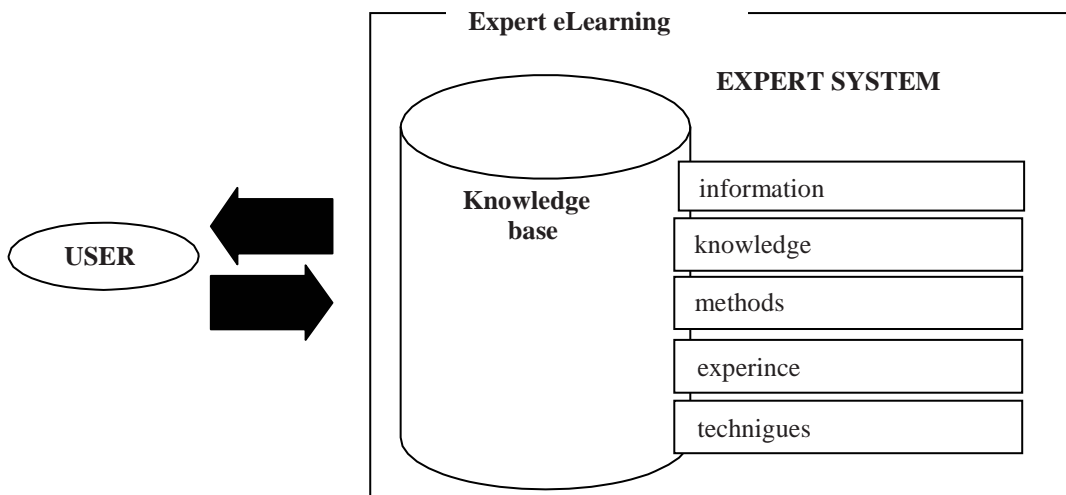 Expert eLearning
EXPERT SYSTEM
Knowledge
base
USER
information
knowledge
methods
experince
technigues